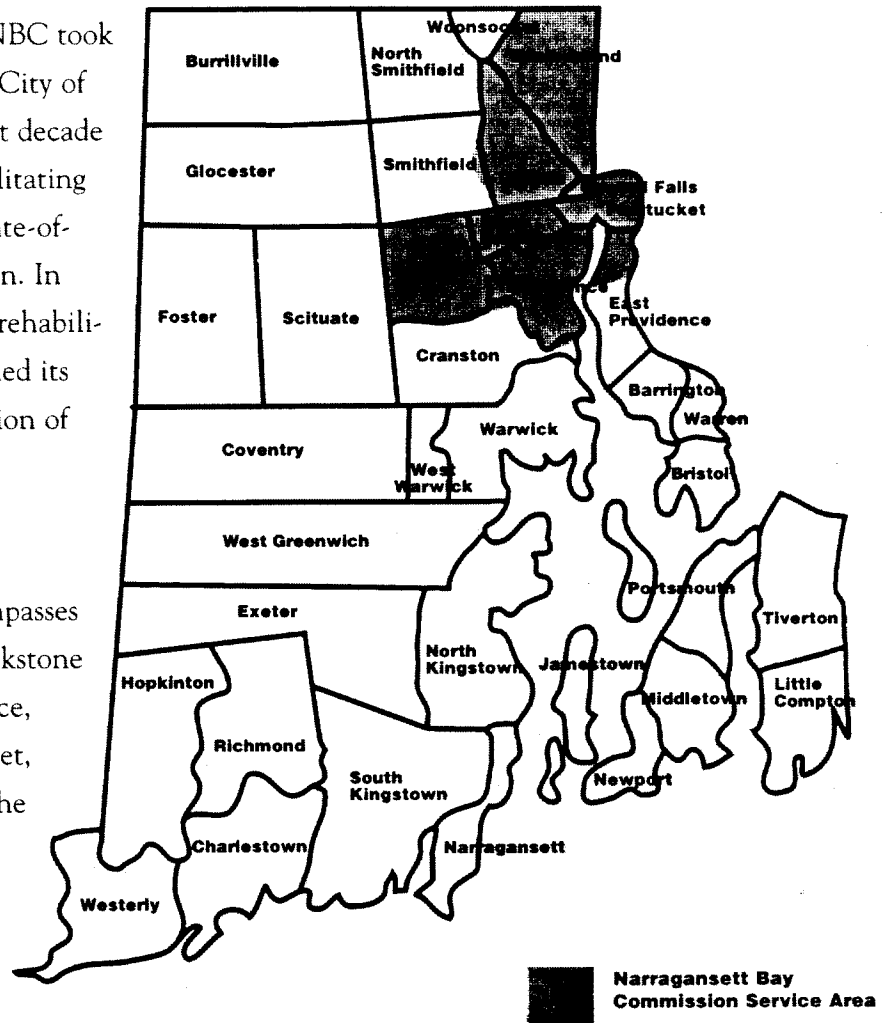 NBC took
City of
t decade
litating
te-of-
n. In
rehabili-
ed its
ion of
npasses
kstone
ce,
et,
he
Woonsocket
Burrillville
North
Smithfield
Glocester
Smithfield
Falls
tucket
Foster
Scituate
East
Providence
Cranston
Barrington
Warren
Warwick
Coventry
West
Warwick
Bristol
West Greenwich
Portsmouth
Exeter
Tiverton
North
Kingstown
Jamestown
Hopkinton
Middletown
Little
Compton
Richmond
South
Kingstown
Newport
Charlestown
Narragansett
Westerly
Narragansett Bay
Commission Service Area